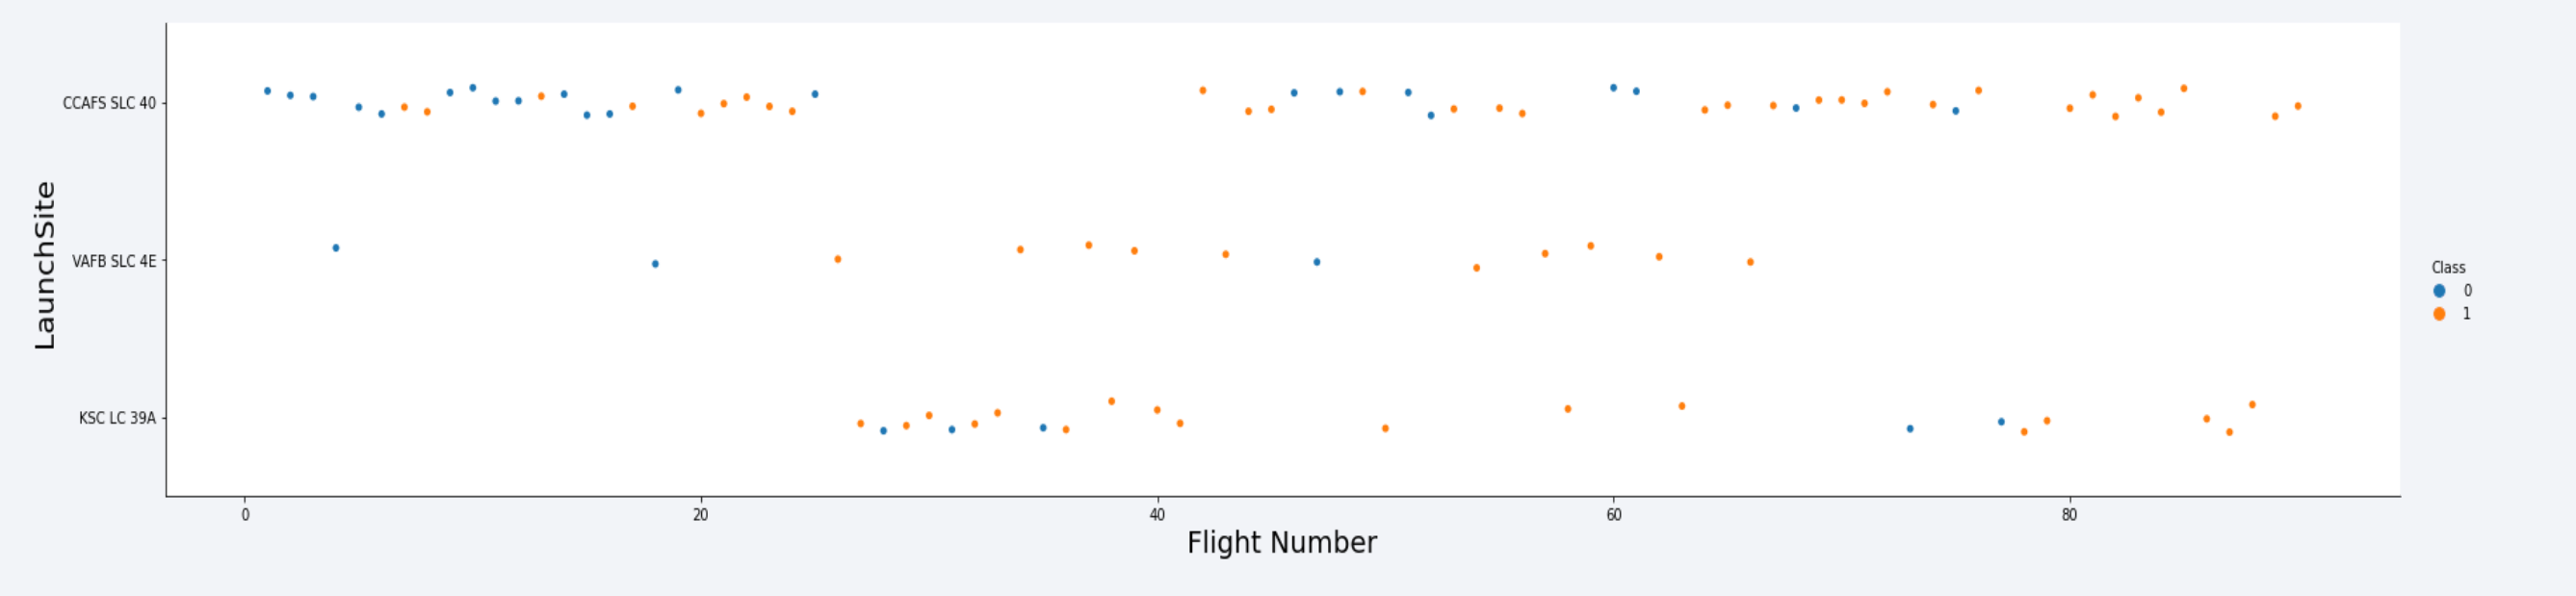 LaunchSite
CCAFS SLC 40
VAFB SLC 4E
KSC LC 39A
0 20 40 60 80
Flight Number
Class
0
1